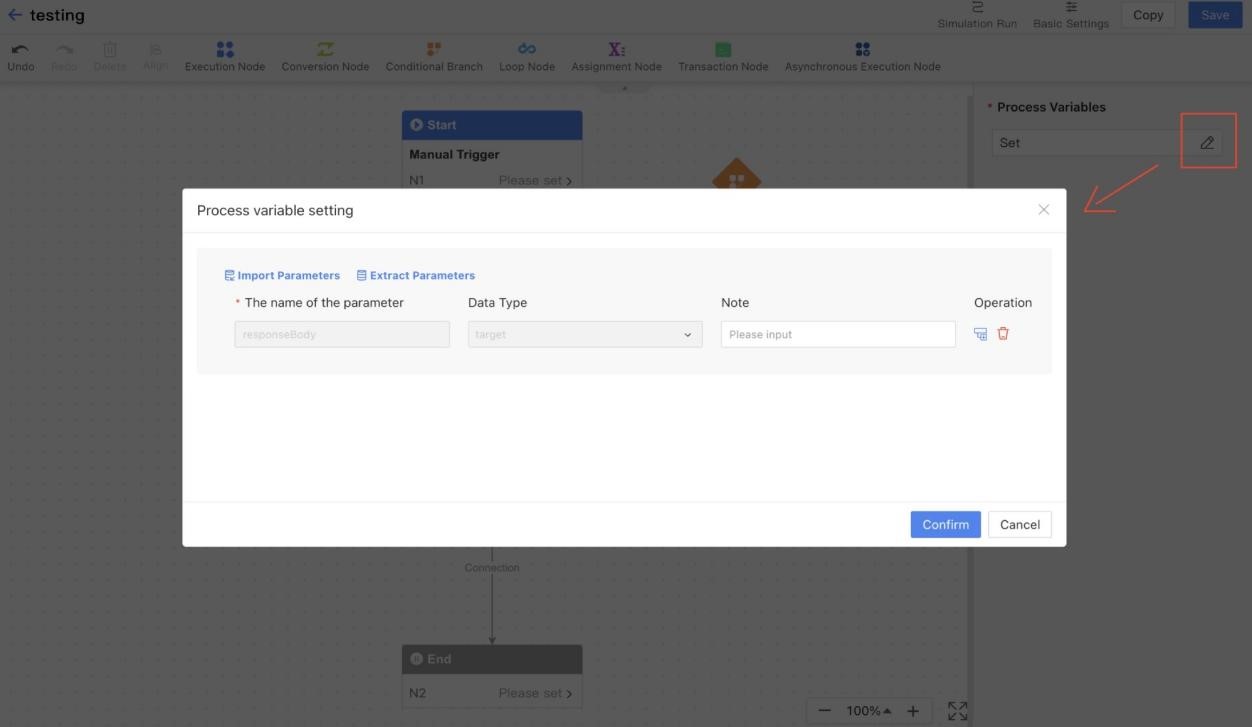 testing
Simulation Run Basic Settings Copy Save
Undo Redo Delete Align Execution Node Conversion Node Conditional Branch Loop Node Assignment Node Transaction Node Asynchronous Execution Node
Start
Manual Trigger
N1 Please set
* Process Variables
Set
Process variable setting
Import Parameters Extract Parameters
* The name of the parameter Data Type Note Operation
responseBody target Please input
Confirm Cancel
Connection
End
N2 Please set
100%